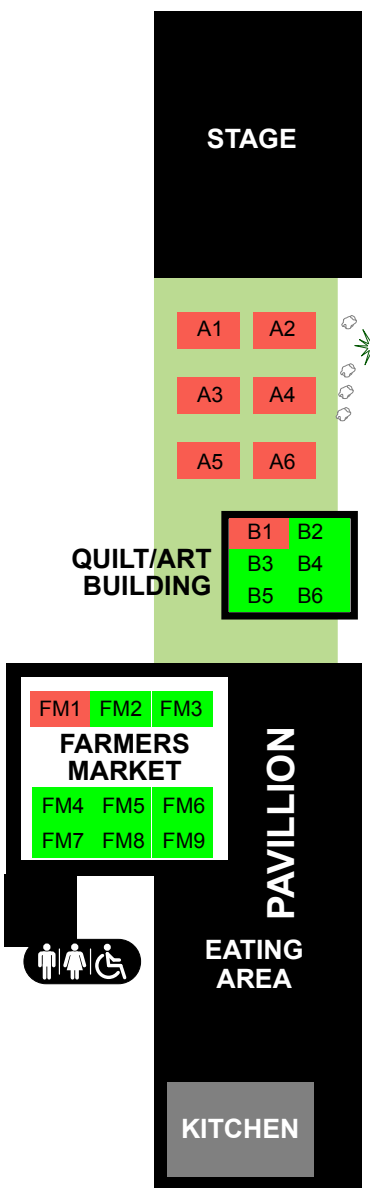 STAGE
A1 A2
A3 A4
A5 A6
QUILT/ART
BUILDING
B1 B2
B3 B4
B5 B6
FM1 FM2 FM3
FARMERS
MARKET
FM4 FM5 FM6
FM7 FM8 FM9
PAVILLION
EATING
AREA
KITCHEN